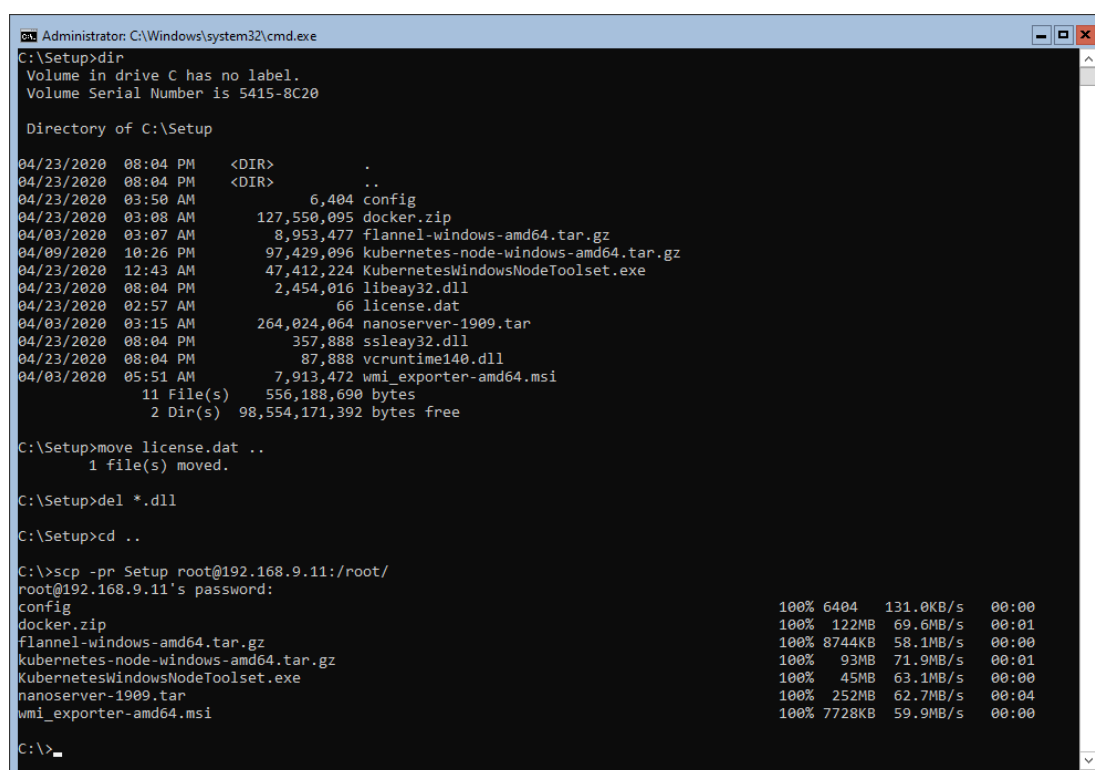 Administrator: C:\Windows\system32\cmd.exe
C:\Setup>dir
 Volume in drive C has no label.
 Volume Serial Number is 5415-8C20

 Directory of C:\Setup

04/23/2020  08:04 PM    <DIR>          .
04/23/2020  08:04 PM    <DIR>          ..
04/23/2020  03:50 AM             6,404 config
04/23/2020  03:08 AM       127,550,095 docker.zip
04/03/2020  03:07 AM         8,953,477 flannel-windows-amd64.tar.gz
04/09/2020  10:26 PM        97,429,096 kubernetes-node-windows-amd64.tar.gz
04/23/2020  12:43 AM        47,412,224 KubernetesWindowsNodeToolset.exe
04/23/2020  08:04 PM         2,454,016 libeay32.dll
04/23/2020  02:57 AM                66 license.dat
04/03/2020  03:15 AM       264,024,064 nanoserver-1909.tar
04/23/2020  08:04 PM           357,888 ssleay32.dll
04/23/2020  08:04 PM            87,888 vcruntime140.dll
04/03/2020  05:51 AM         7,913,472 wmi_exporter-amd64.msi
              11 File(s)    556,188,690 bytes
               2 Dir(s)  98,554,171,392 bytes free

C:\Setup>move license.dat ..
        1 file(s) moved.

C:\Setup>del *.dll

C:\Setup>cd ..

C:\>scp -pr Setup root@192.168.9.11:/root/
root@192.168.9.11's password:
config 100% 6404 131.0KB/s 00:00
docker.zip 100% 122MB 69.6MB/s 00:01
flannel-windows-amd64.tar.gz 100% 8744KB 58.1MB/s 00:00
kubernetes-node-windows-amd64.tar.gz 100% 93MB 71.9MB/s 00:01
KubernetesWindowsNodeToolset.exe 100% 45MB 63.1MB/s 00:00
nanoserver-1909.tar 100% 252MB 62.7MB/s 00:04
wmi_exporter-amd64.msi 100% 7728KB 59.9MB/s 00:00

C:\>